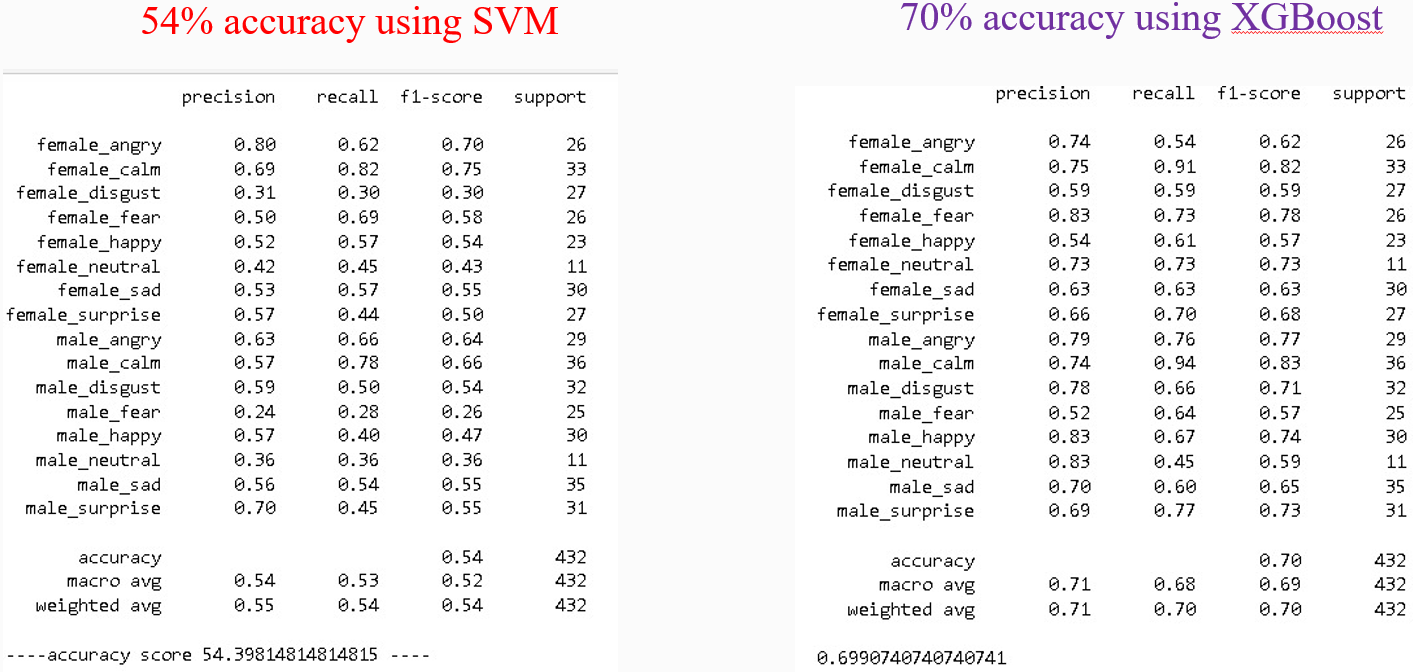 54% accuracy using SVM
precision recall f1-score support
female_angry 0.80 0.62 0.70 26
female_calm 0.69 0.82 0.75 33
female_disgust 0.31 0.30 0.30 27
female_fear 0.50 0.69 0.58 26
female_happy 0.52 0.57 0.54 23
female_neutral 0.42 0.45 0.43 11
female_sad 0.53 0.57 0.55 30
female_surprise 0.57 0.44 0.50 27
male_angry 0.63 0.66 0.64 29
male_calm 0.57 0.78 0.66 36
male_disgust 0.59 0.50 0.54 32
male_fear 0.24 0.28 0.26 25
male_happy 0.57 0.40 0.47 30
male_neutral 0.36 0.36 0.36 11
male_sad 0.56 0.54 0.55 35
male_surprise 0.70 0.45 0.55 31
accuracy 0.54 432
macro avg 0.54 0.53 0.52 432
weighted avg 0.55 0.54 0.54 432
----accuracy score 54.39814814814815 ----
70% accuracy using XGBoost
precision recall f1-score support
female_angry 0.74 0.54 0.62 26
female_calm 0.75 0.91 0.82 33
female_disgust 0.59 0.59 0.59 27
female_fear 0.83 0.73 0.78 26
female_happy 0.54 0.61 0.57 23
female_neutral 0.73 0.73 0.73 11
female_sad 0.63 0.63 0.63 30
female_surprise 0.66 0.70 0.68 27
male_angry 0.79 0.76 0.77 29
male_calm 0.74 0.94 0.83 36
male_disgust 0.78 0.66 0.71 32
male_fear 0.52 0.64 0.57 25
male_happy 0.83 0.67 0.74 30
male_neutral 0.83 0.45 0.59 11
male_sad 0.70 0.60 0.65 35
male_surprise 0.69 0.77 0.73 31
accuracy 0.70 432
macro avg 0.71 0.68 0.69 432
weighted avg 0.71 0.70 0.70 432
0.6990740740740741